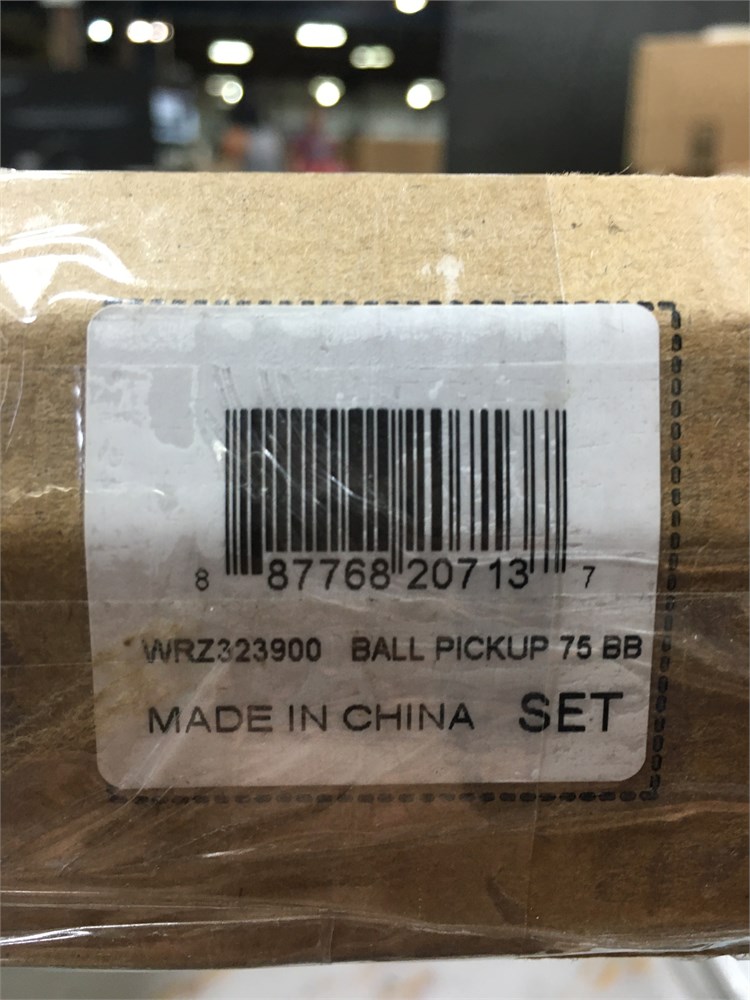 8 87768 20713 7
WRZ323900 BALL PICKUP 75 BB
MADE IN CHINA SET